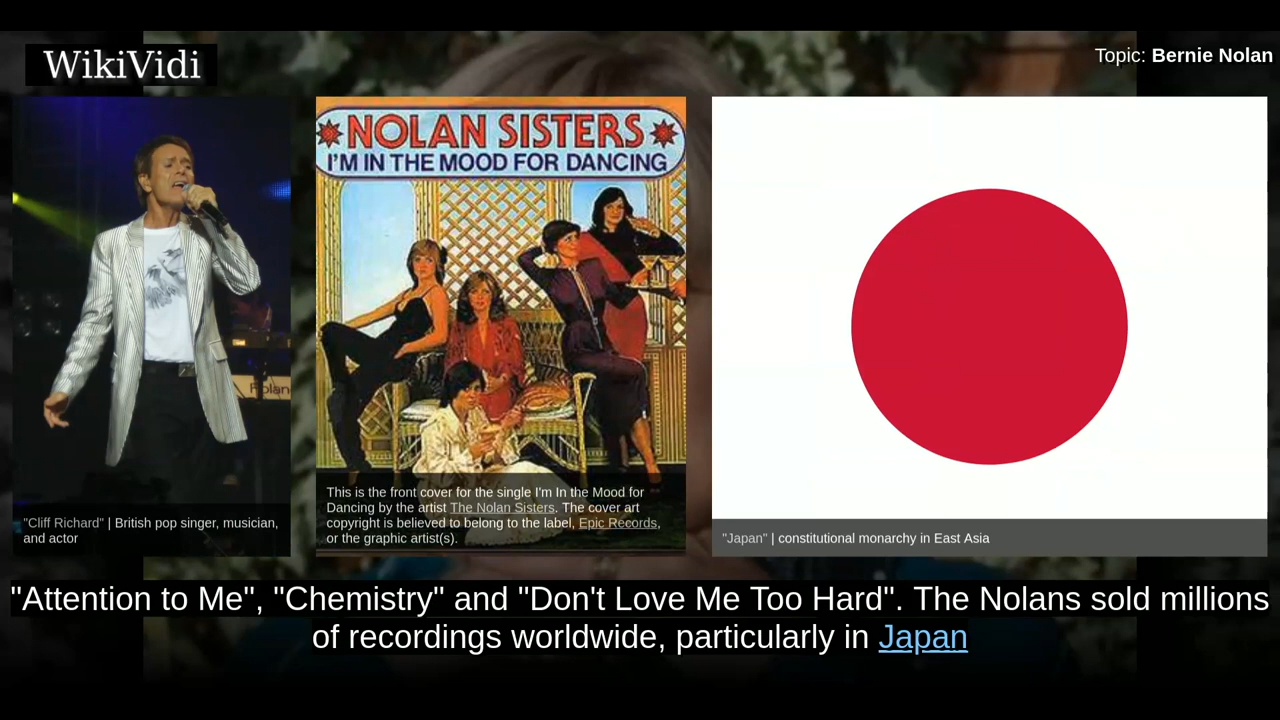 WikiVidi
Topic: Bernie Nolan
NOLAN SISTERS
I'M IN THE MOOD FOR DANCING
Roland
"Cliff Richard" | British pop singer, musician,
and actor
This is the front cover for the single I'm In the Mood for
Dancing by the artist The Nolan Sisters. The cover art
copyright is believed to belong to the label, Epic Records,
or the graphic artist(s).
"Japan" | constitutional monarchy in East Asia
"Attention to Me", "Chemistry" and "Don't Love Me Too Hard". The Nolans sold millions
of recordings worldwide, particularly in Japan